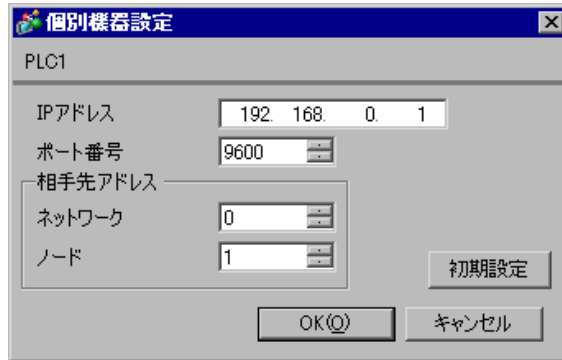 個別機器設定
PLC1
IPアドレス 192. 168. 0. 1
ポート番号 9600
相手先アドレス
ネットワーク 0
ノード 1
初期設定
OK(O) キャンセル